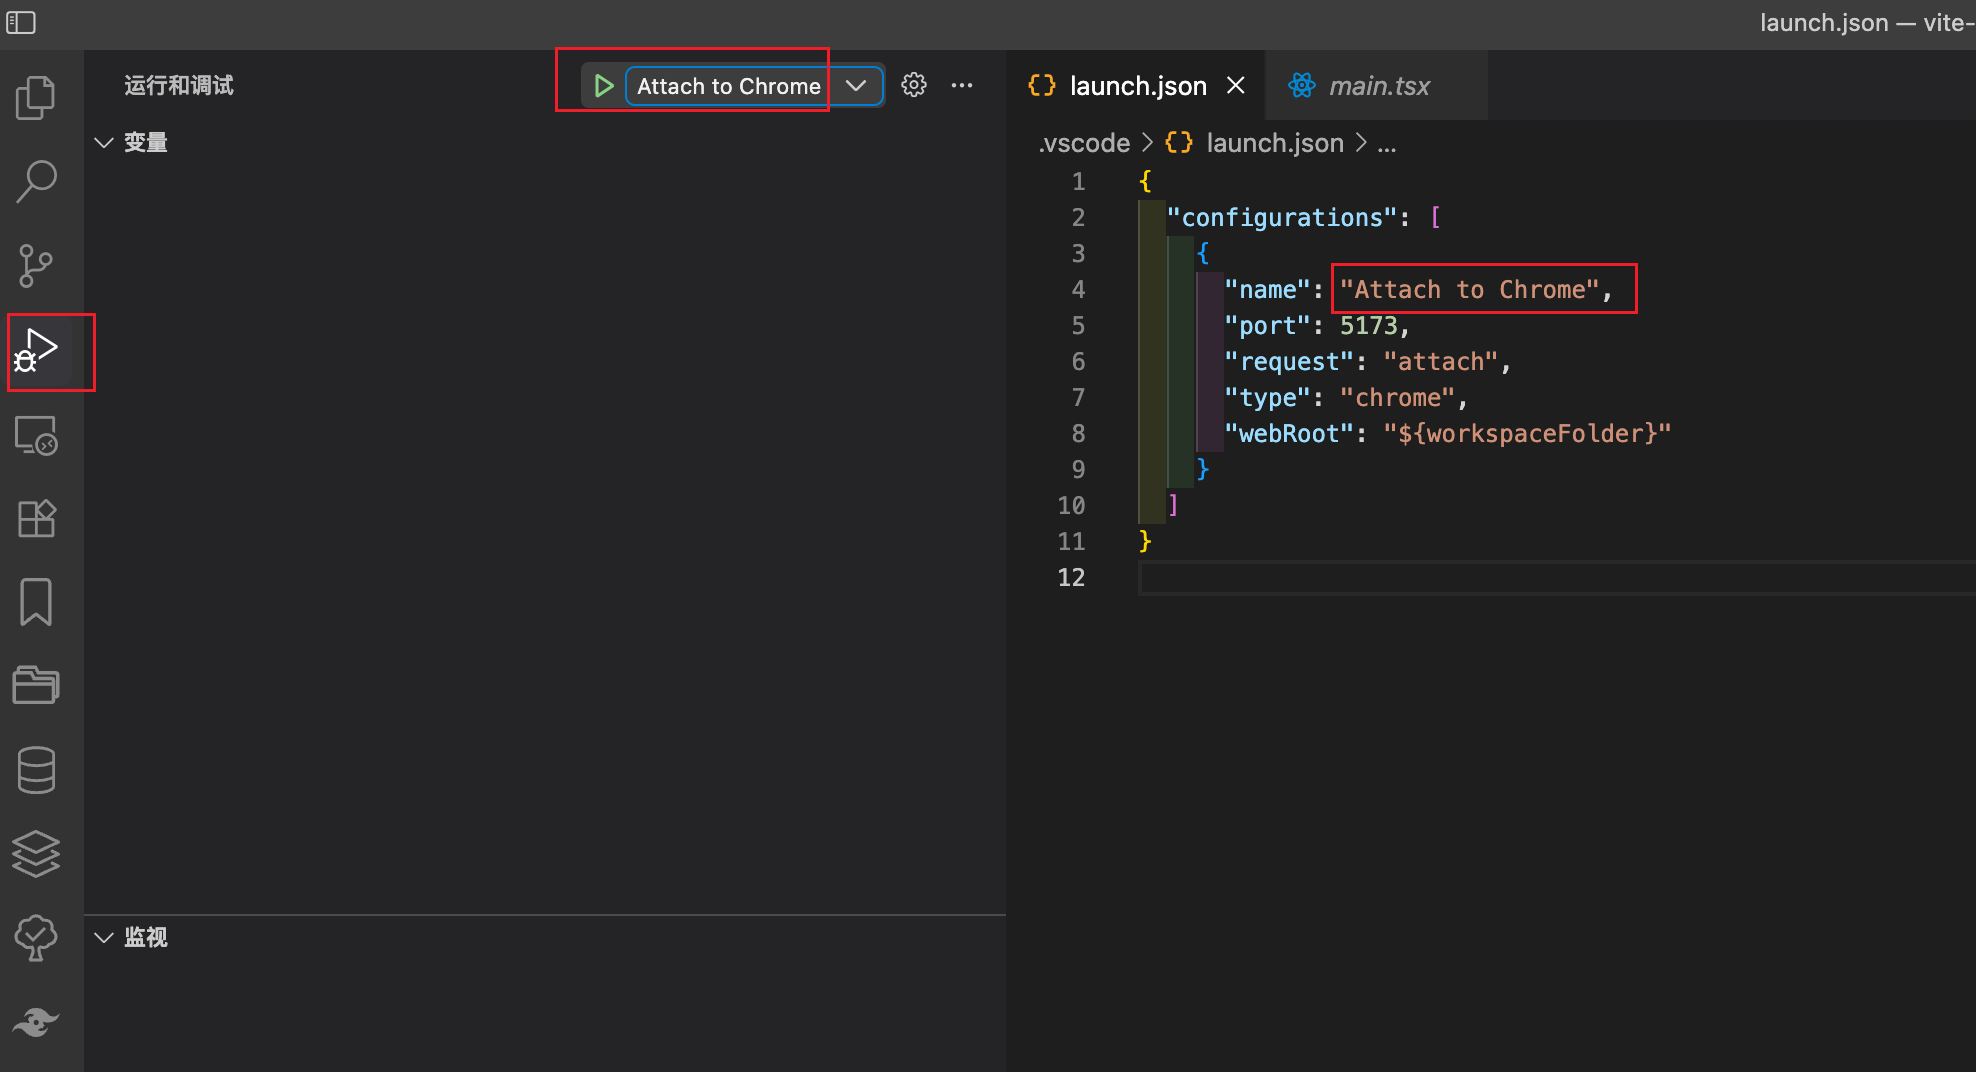 launch.json — vite-
运行和调试
Attach to Chrome
变量
监视
launch.json
main.tsx
.vscode > {} launch.json > ...
1 {
2 "configurations": [
3 {
4 "name": "Attach to Chrome",
5 "port": 5173,
6 "request": "attach",
7 "type": "chrome",
8 "webRoot": "${workspaceFolder}"
9 }
10 ]
11 }
12